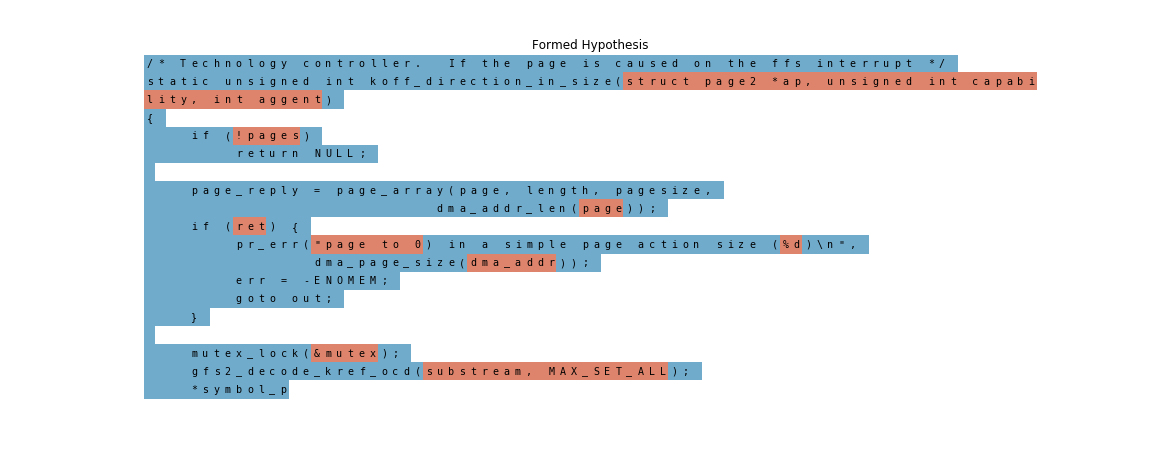 Formed Hypothesis
/* Technology controller.  If the page is caused on the ffs interrupt */
static unsigned int koff_direction_in_size(struct page2 *ap, unsigned int capabi
lity, int aggent)
{
    if (!pages)
        return NULL;
    page_reply = page_array(page, length, pagesize,
                          dma_addr_len(page));
    if (ret) {
        pr_err("page to 0) in a simple page action size (%d)\n",
               dma_page_size(dma_addr));
        err = -ENOMEM;
        goto out;
    }
    mutex_lock(&mutex);
    gfs2_decode_kref_ocd(substream, MAX_SET_ALL);
    *symbol_p